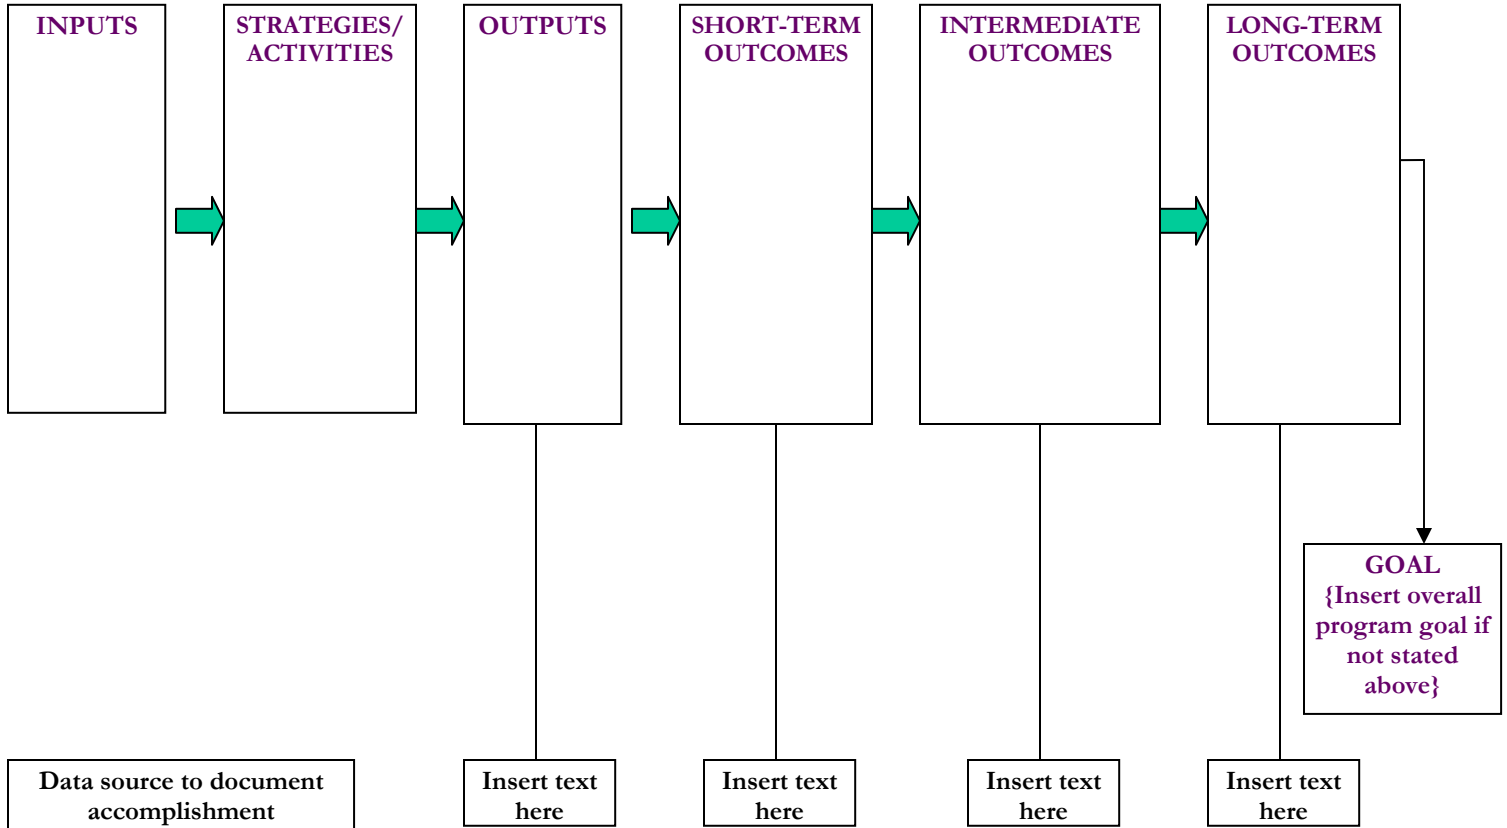 INPUTS
STRATEGIES/
ACTIVITIES
OUTPUTS
SHORT-TERM
OUTCOMES
INTERMEDIATE
OUTCOMES
LONG-TERM
OUTCOMES
GOAL
{Insert overall
program goal if
not stated
above}
Data source to document
accomplishment
Insert text
here
Insert text
here
Insert text
here
Insert text
here